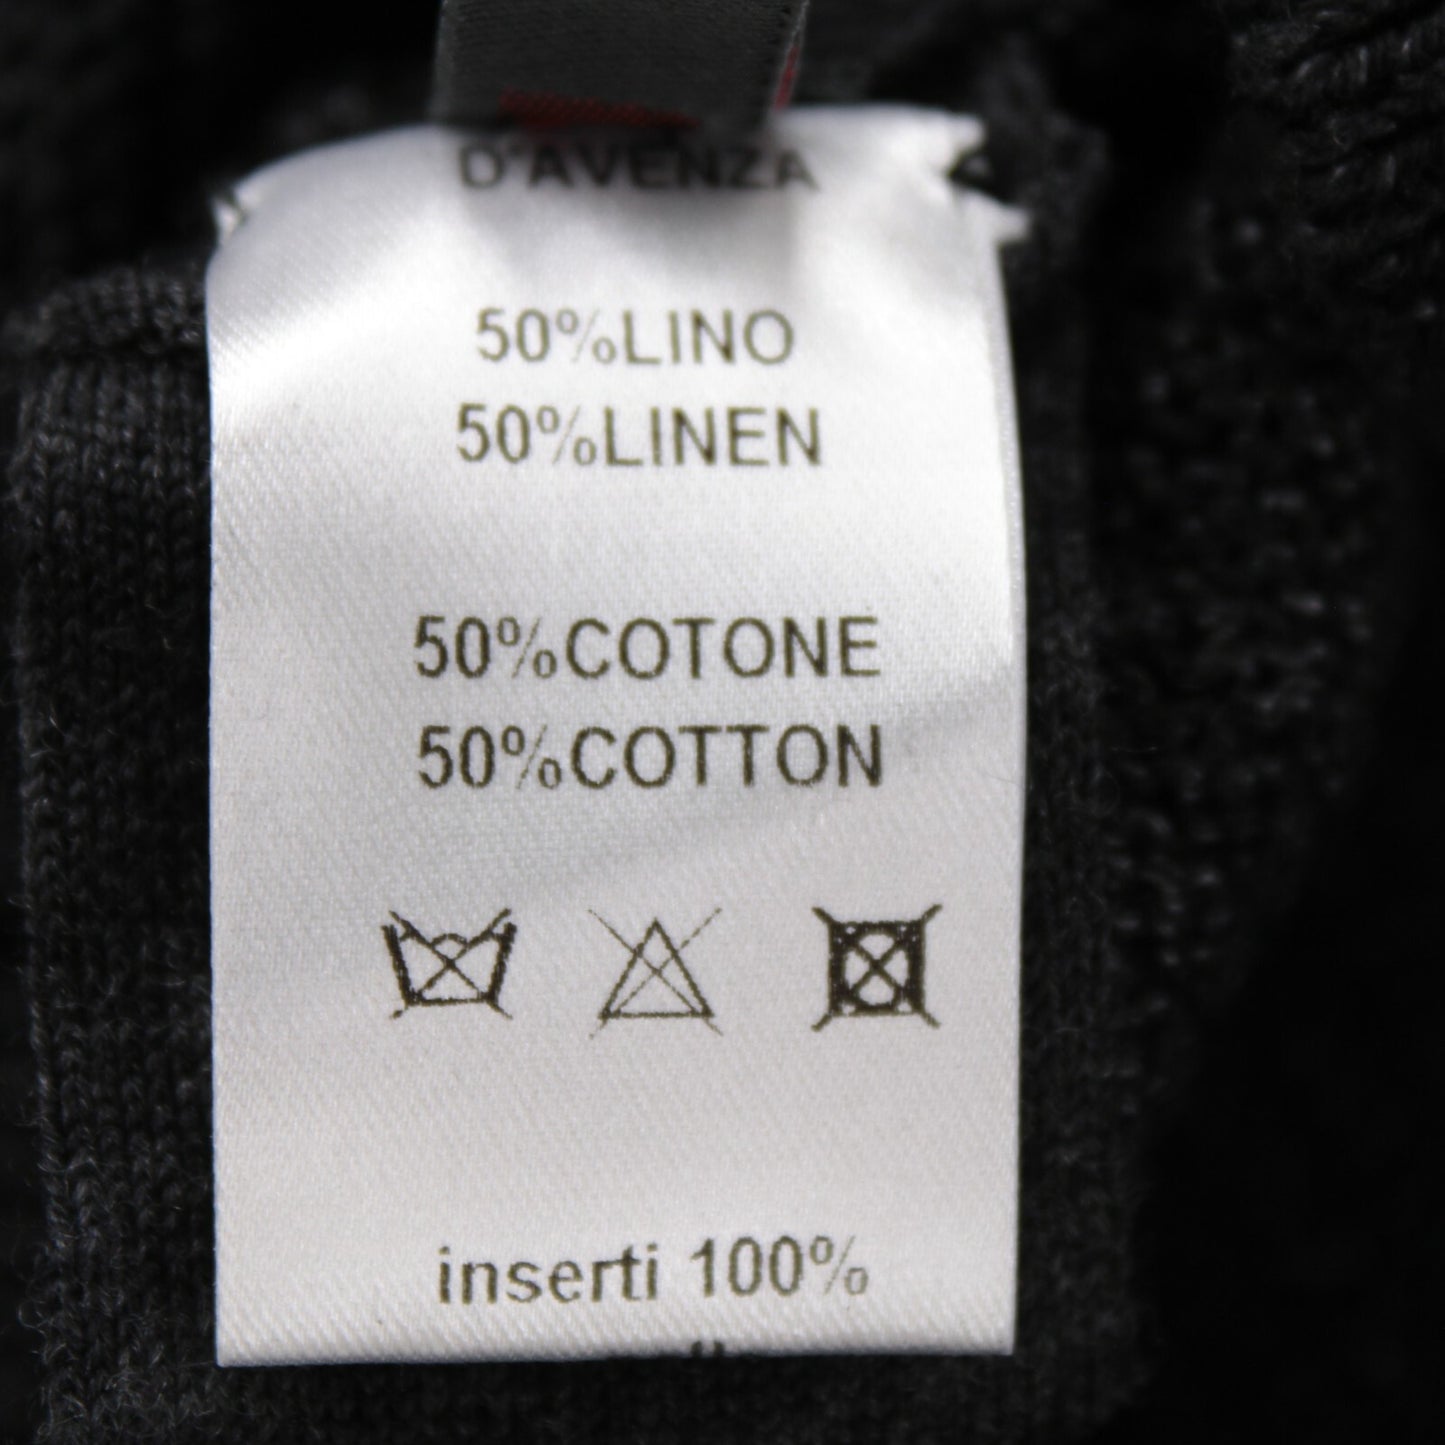 D'AVENZA
50%LINO
50%LINEN
50%COTONE
50%COTTON
inserti 100%